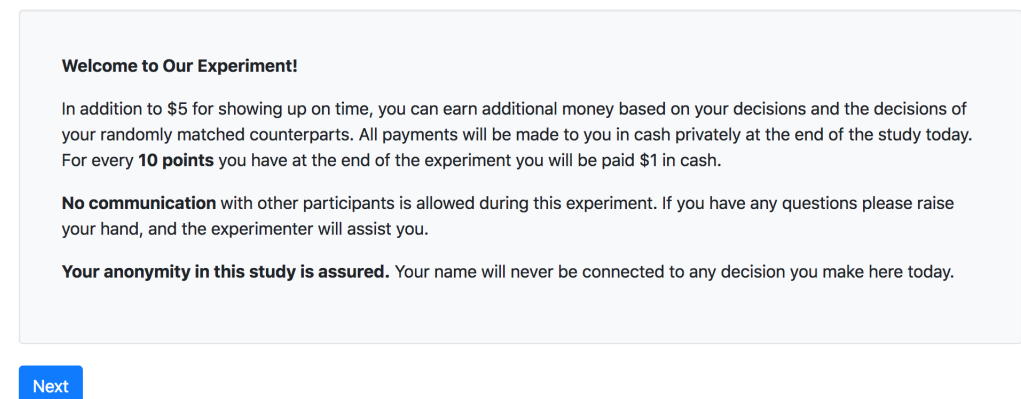 Welcome to Our Experiment!
In addition to $5 for showing up on time, you can earn additional money based on your decisions and the decisions of
your randomly matched counterparts. All payments will be made to you in cash privately at the end of the study today.
For every 10 points you have at the end of the experiment you will be paid $1 in cash.
No communication with other participants is allowed during this experiment. If you have any questions please raise
your hand, and the experimenter will assist you.
Your anonymity in this study is assured. Your name will never be connected to any decision you make here today.
Next